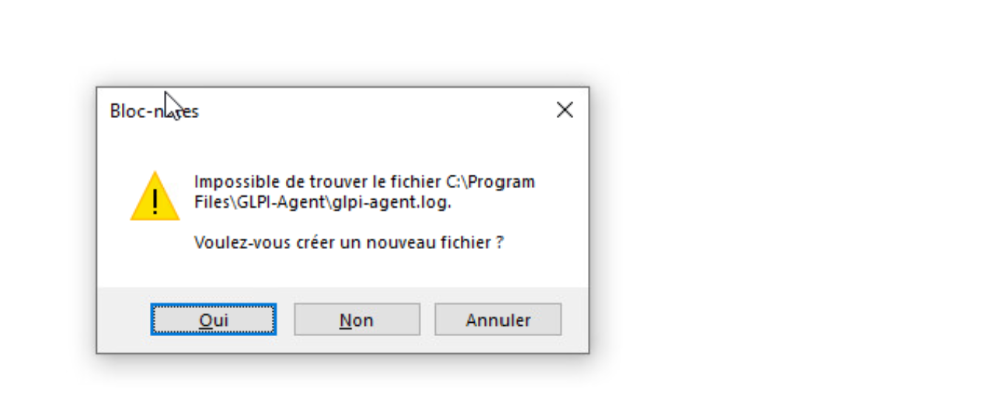 Bloc-notes
Impossible de trouver le fichier C:\Program
Files\GLPI-Agent\glpi-agent.log.
Voulez-vous créer un nouveau fichier ?
Oui
Non
Annuler